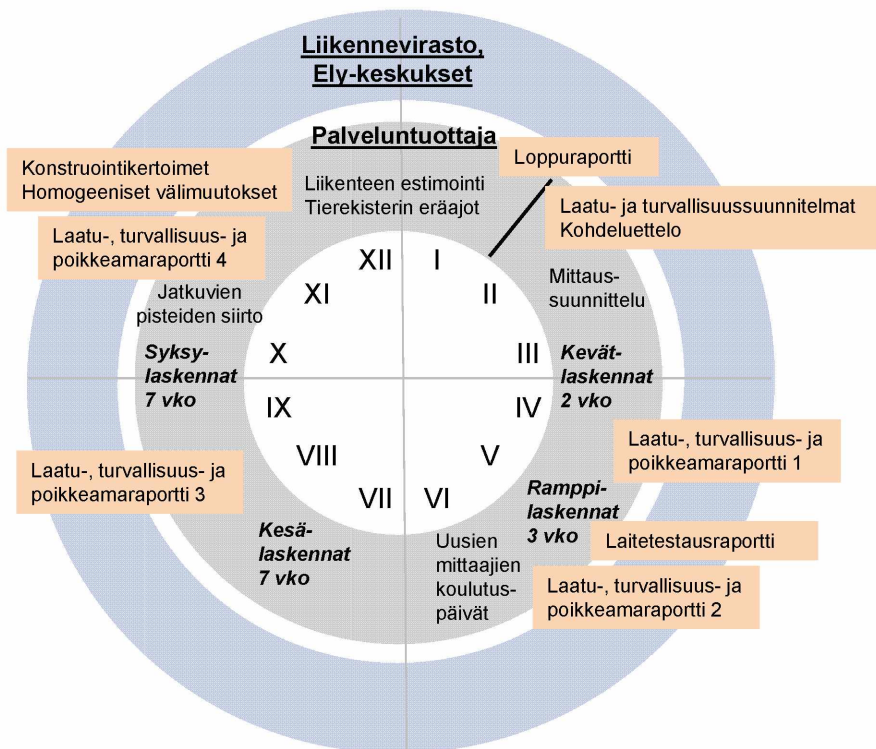 Liikennevirasto,
Ely-keskukset
Palveluntuottaja
Liikenteen estimointi
Tierekisterin eräajot
Loppuraportti
Konstruointikertoimet
Homogeeniset välimuutokset
Laatu- ja turvallisuussuunnitelmat
Kohdeluettelo
Laatu-, turvallisuus- ja
poikkeamaraportti 4
XII
I
Jatkuvien
pisteiden siirto
XI
II
Mittaus-
suunnittelu
Syksy-
laskennat
7 vko
X
III
Kevät-
laskennat
2 vko
IX
IV
Laatu-, turvallisuus- ja
poikkeamaraportti 1
Laatu-, turvallisuus- ja
poikkeamaraportti 3
VIII
V
VII
VI
Ramppi-
laskennat
3 vko
Laitetestausraportti
Kesä-
laskennat
7 vko
Uusien
mittaajien
koulutus-
päivät
Laatu-, turvallisuus- ja
poikkeamaraportti 2